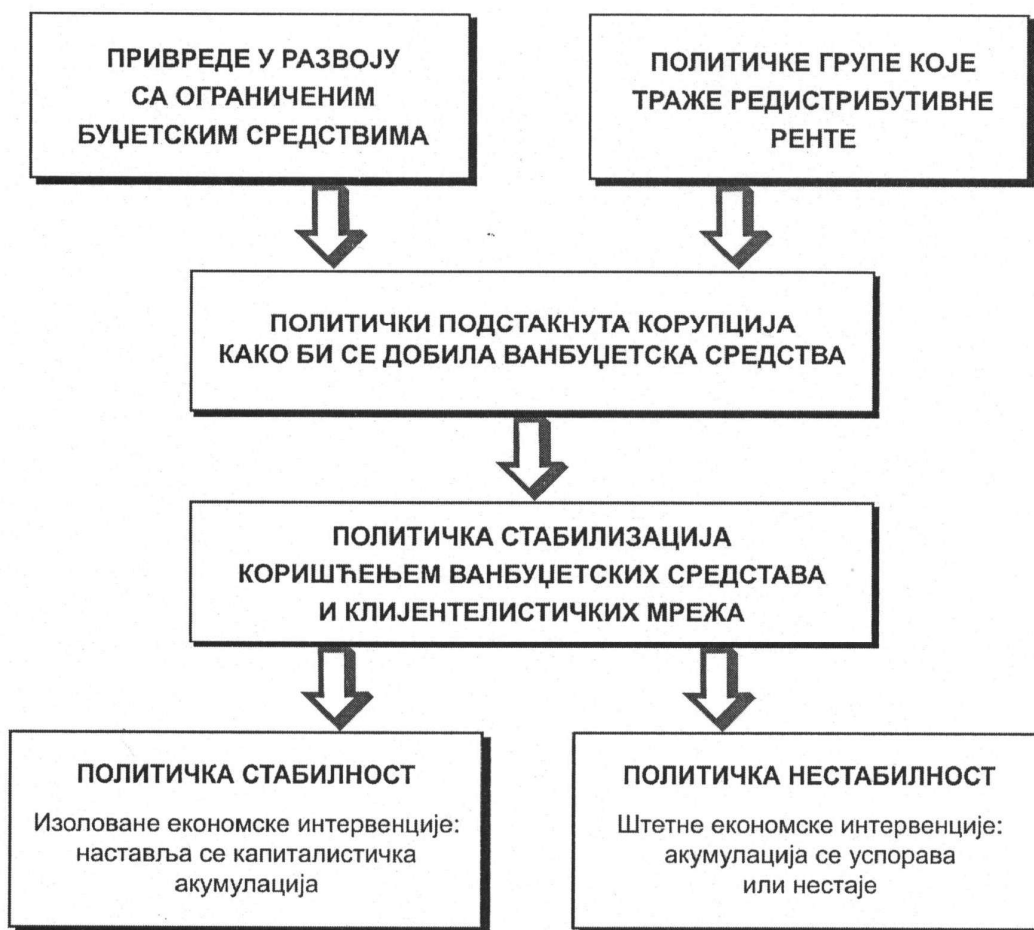 ПРИВРЕДЕ У РАЗВОЈУ
СА ОГРАНИЧЕНИМ
БУЏЕТСКИМ СРЕДСТВИМА
ПОЛИТИЧКЕ ГРУПЕ КОЈЕ
ТРАЖЕ РЕДИСТРИБУТИВНЕ
РЕНТЕ
ПОЛИТИЧКИ ПОДСТАКНУТА КОРУПЦИЈА
КАКО БИ СЕ ДОБИЛА ВАНБУЏЕТСКА СРЕДСТВА
ПОЛИТИЧКА СТАБИЛИЗАЦИЈА
КОРИШЋЕЊЕМ ВАНБУЏЕТСКИХ СРЕДСТАВА
И КЛИЈЕНТЕЛИСТИЧКИХ МРЕЖА
ПОЛИТИЧКА СТАБИЛНОСТ
Изоловане економске интервенције:
наставља се капиталистичка
акумулација
ПОЛИТИЧКА НЕСТАБИЛНОСТ
Штетне економске интервенције:
акумулација се успорава
или нестаје